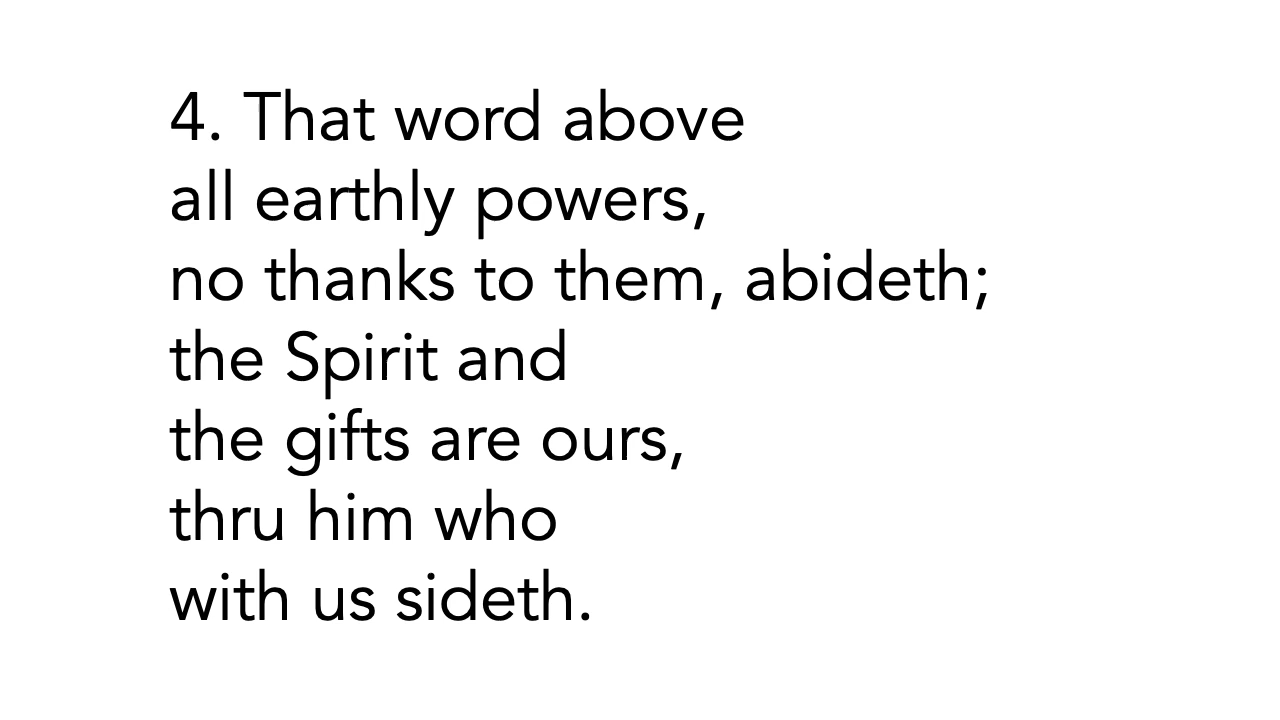 4. That word above
all earthly powers,
no thanks to them, abideth;
the Spirit and
the gifts are ours,
thru him who
with us sideth.